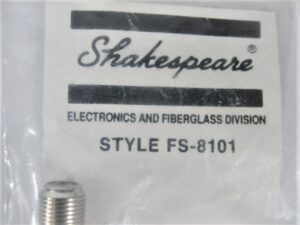 Shakespeare®
ELECTRONICS AND FIBERGLASS DIVISION
STYLE FS-8101